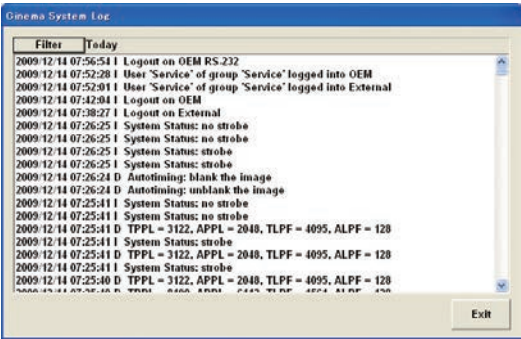 Cinema System Log
Filter Today
2009/12/14 07:56:54 I Logout on OEM RS-232
2009/12/14 07:52:28 I User 'Service' of group 'Service' logged into OEM
2009/12/14 07:52:01 I User 'Service' of group 'Service' logged into External
2009/12/14 07:42:04 I Logout on OEM
2009/12/14 07:38:27 I Logout on External
2009/12/14 07:26:25 I System Status: no strobe
2009/12/14 07:26:25 I System Status: no strobe
2009/12/14 07:26:25 I System Status: strobe
2009/12/14 07:26:25 I System Status: strobe
2009/12/14 07:26:24 D Autotiming: blank the image
2009/12/14 07:26:24 D Autotiming: unblank the image
2009/12/14 07:25:41 I System Status: no strobe
2009/12/14 07:25:41 I System Status: no strobe
2009/12/14 07:25:41 D TPPL = 3122, APPL = 2048, TLPF = 4095, ALPF = 128
2009/12/14 07:25:41 I System Status: strobe
2009/12/14 07:25:41 D TPPL = 3122, APPL = 2048, TLPF = 4095, ALPF = 128
2009/12/14 07:25:41 I System Status: strobe
2009/12/14 07:25:40 D TPPL = 3122, APPL = 2048, TLPF = 4095, ALPF = 128
Exit